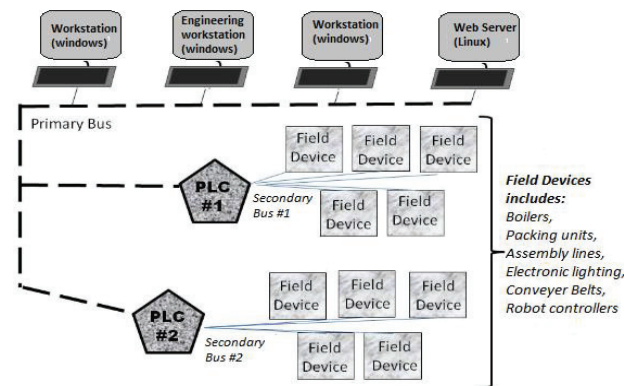 Workstation
(windows)
Engineering
workstation
(windows)
Workstation
(windows)
Web Server
(Linux)
Primary Bus
PLC
#1
Secondary
Bus #1
Field
Device
Field
Device
Field
Device
Field
Device
Field
Device
Field Devices
includes:
Boilers,
Packing units,
Assembly lines,
Electronic lighting,
Conveyer Belts,
Robot controllers
PLC
#2
Secondary
Bus #2
Field
Device
Field
Device
Field
Device
Field
Device
Field
Device